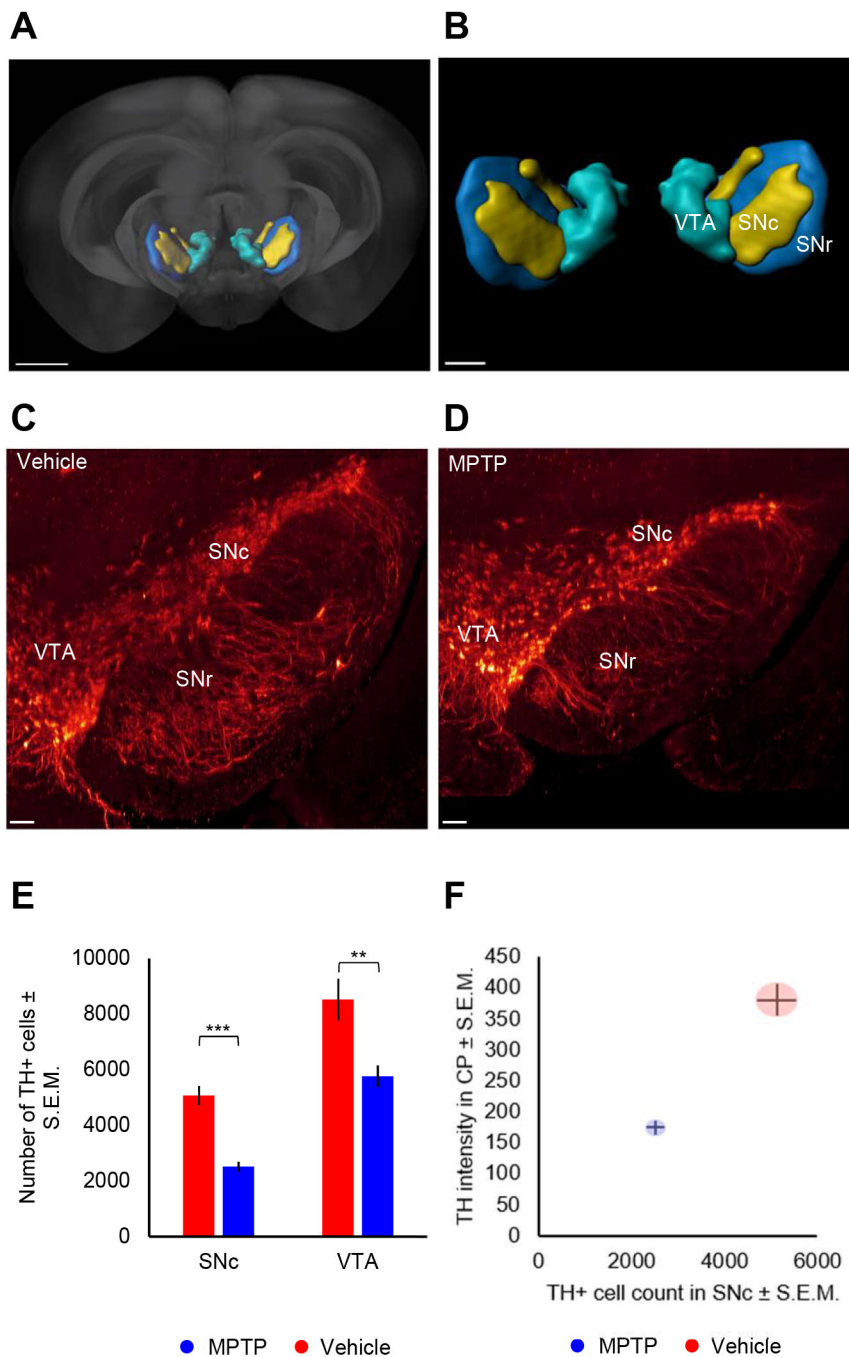 A
B
VTA
SNc
SNr
C
D
Vehicle
SNc
VTA
SNr
MPTP
SNc
VTA
SNr
E
F
Number of TH+ cells ±
S.E.M.
10000
8000
6000
4000
2000
0
***
**
SNc
VTA
MPTP
Vehicle
TH intensity in CP ± S.E.M.
450
400
350
300
250
200
150
100
50
0
0
2000
4000
6000
TH+ cell count in SNc ± S.E.M.
MPTP
Vehicle